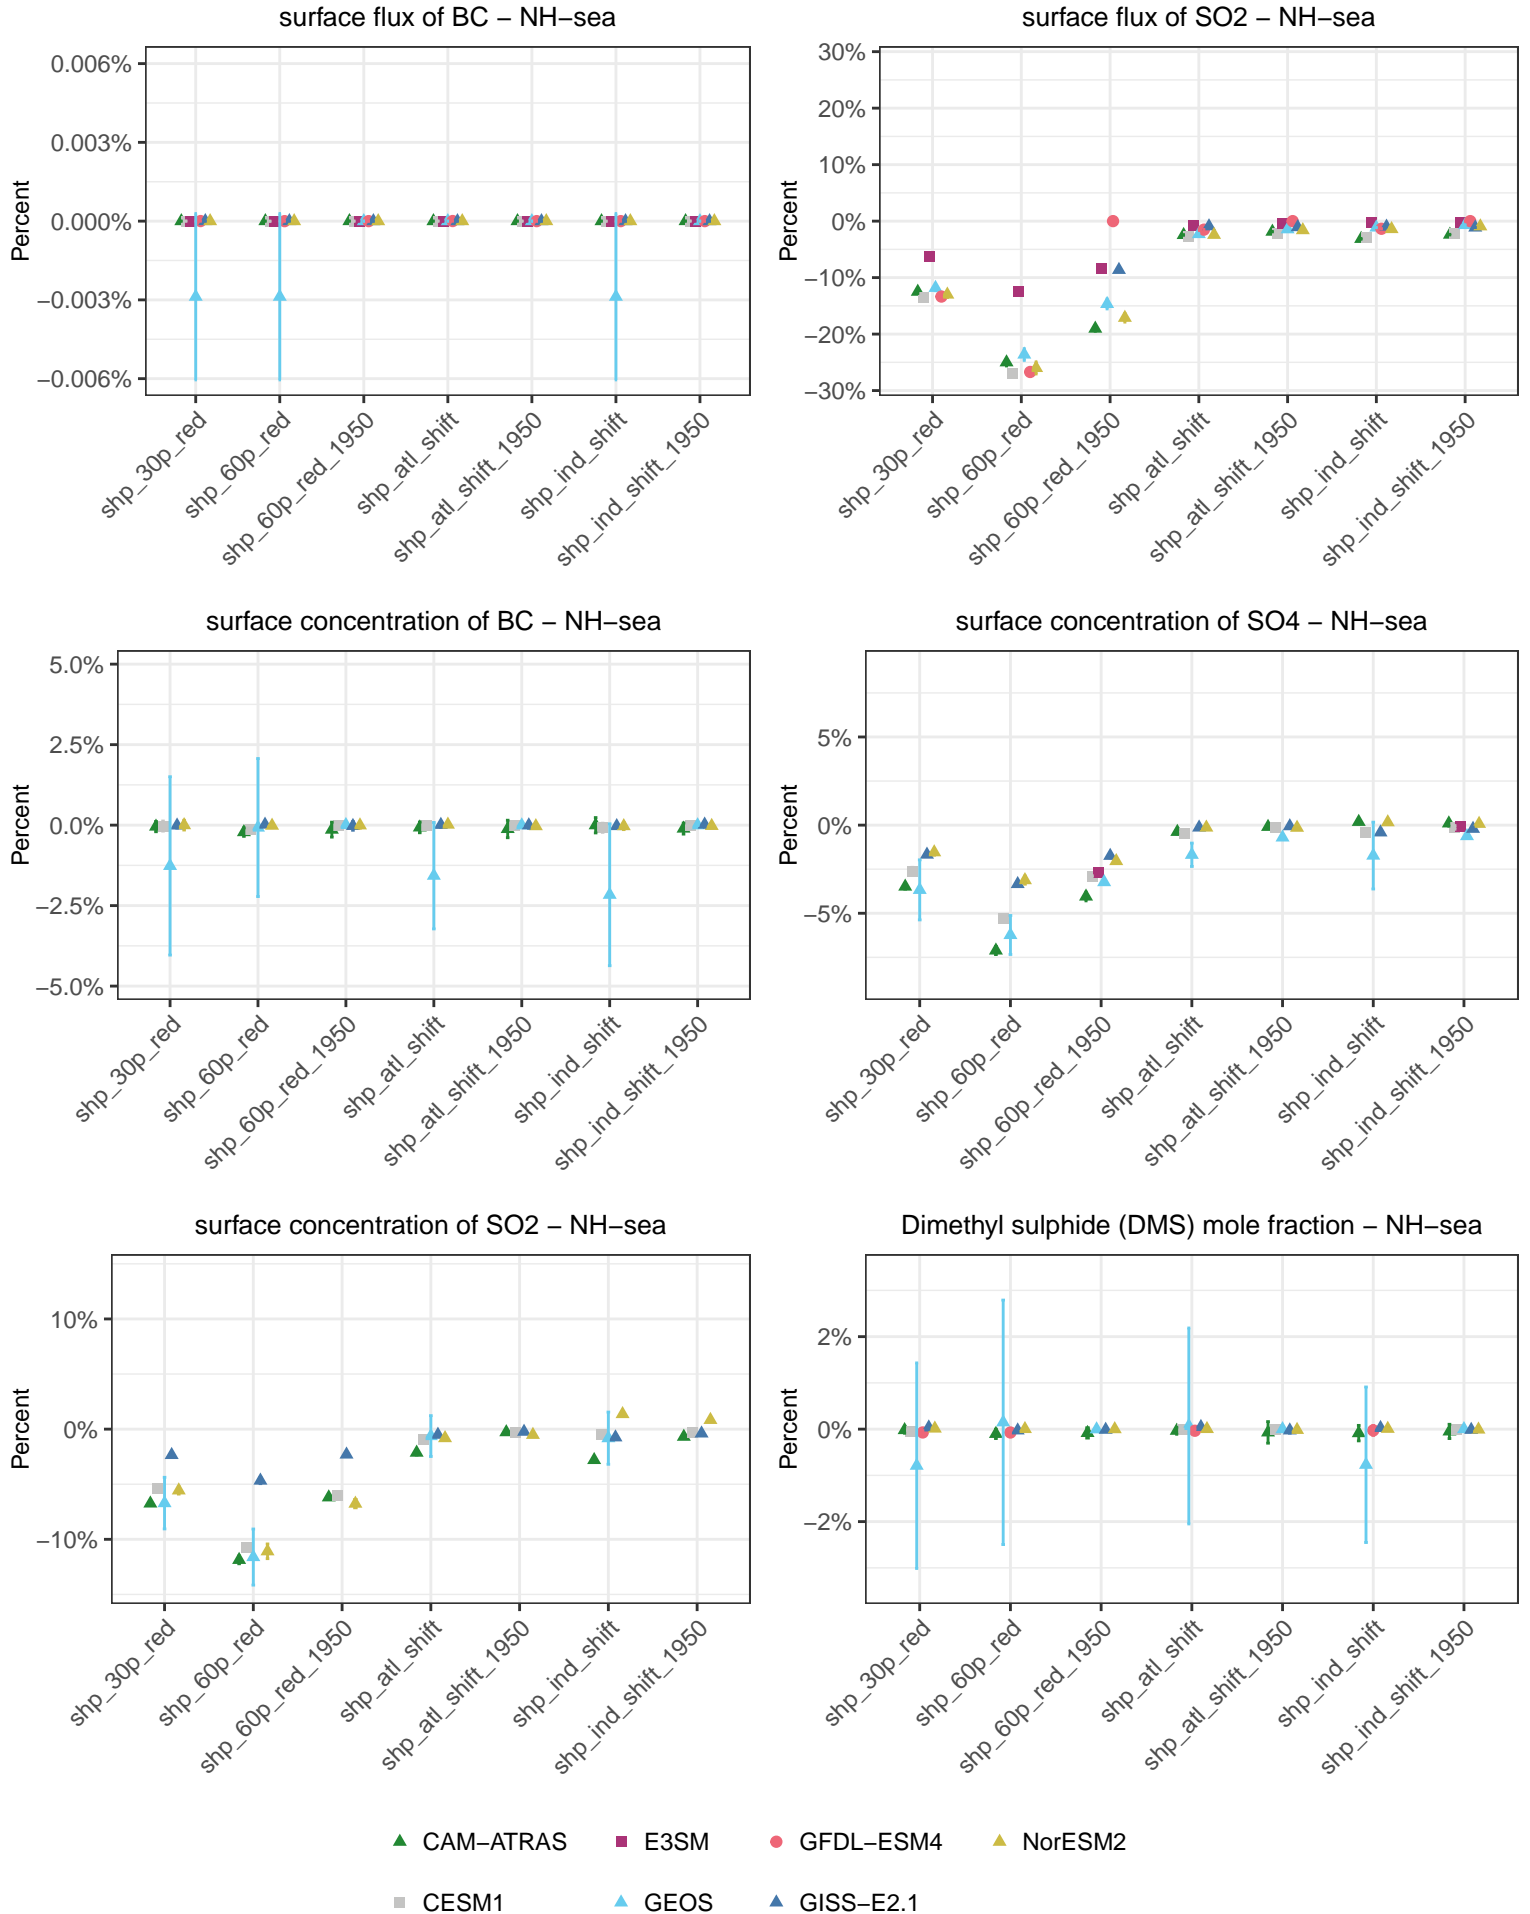 surface flux of BC − NH−sea
Percent
0.006%
0.003%
0.000%
−0.003%
−0.006%
shp_30p_red
shp_60p_red
shp_60p_red_1950
shp_atl_shift
shp_atl_shift_1950
shp_ind_shift
shp_ind_shift_1950
surface flux of SO2 − NH−sea
Percent
30%
20%
10%
0%
−10%
−20%
−30%
shp_30p_red
shp_60p_red
shp_60p_red_1950
shp_atl_shift
shp_atl_shift_1950
shp_ind_shift
shp_ind_shift_1950
surface concentration of BC − NH−sea
Percent
5.0%
2.5%
0.0%
−2.5%
−5.0%
shp_30p_red
shp_60p_red
shp_60p_red_1950
shp_atl_shift
shp_atl_shift_1950
shp_ind_shift
shp_ind_shift_1950
surface concentration of SO4 − NH−sea
Percent
5%
0%
−5%
shp_30p_red
shp_60p_red
shp_60p_red_1950
shp_atl_shift
shp_atl_shift_1950
shp_ind_shift
shp_ind_shift_1950
surface concentration of SO2 − NH−sea
Percent
10%
0%
−10%
shp_30p_red
shp_60p_red
shp_60p_red_1950
shp_atl_shift
shp_atl_shift_1950
shp_ind_shift
shp_ind_shift_1950
Dimethyl sulphide (DMS) mole fraction − NH−sea
Percent
2%
0%
−2%
shp_30p_red
shp_60p_red
shp_60p_red_1950
shp_atl_shift
shp_atl_shift_1950
shp_ind_shift
shp_ind_shift_1950
CAM−ATRAS E3SM GFDL−ESM4 NorESM2
CESM1 GEOS GISS−E2.1